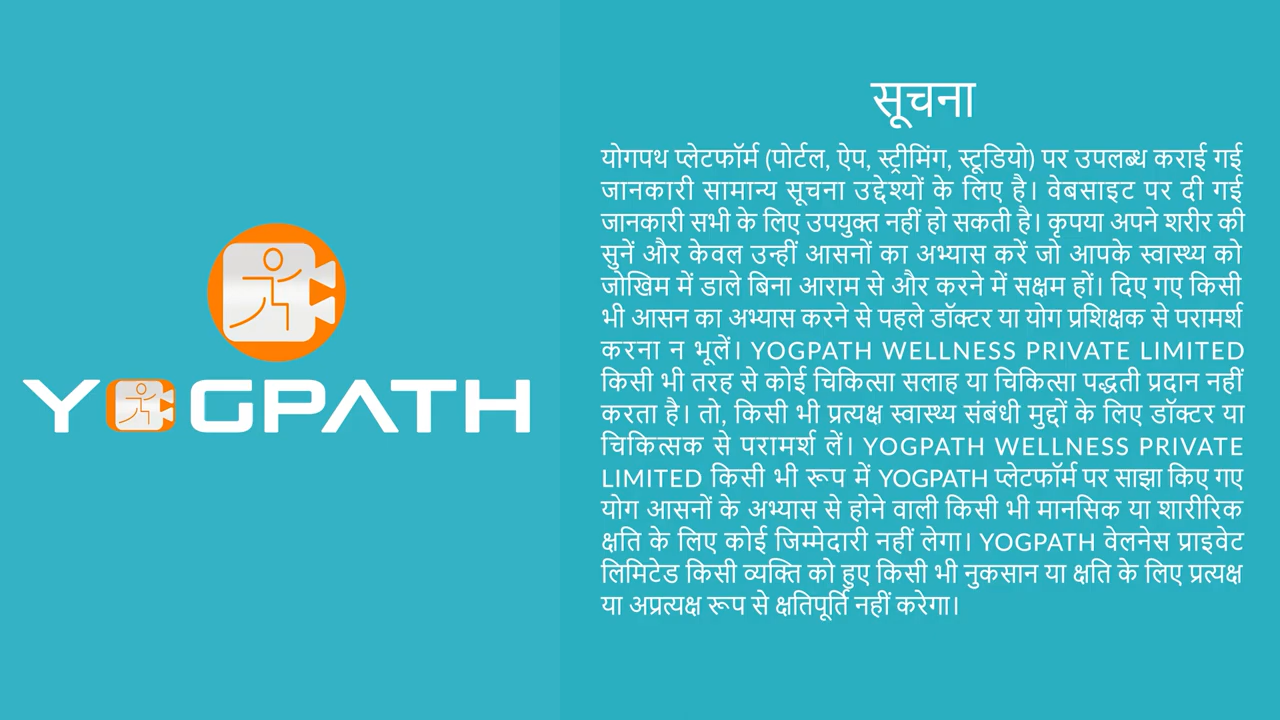 YOGPATH
सूचना
योगपथ प्लेटफॉर्म (पोर्टल, ऐप, स्ट्रीमिंग, स्टूडियो) पर उपलब्ध कराई गई
जानकारी सामान्य सूचना उद्देश्यों के लिए है। वेबसाइट पर दी गई
जानकारी सभी के लिए उपयुक्त नहीं हो सकती है। कृपया अपने शरीर की
सुनें और केवल उन्हीं आसनों का अभ्यास करें जो आपके स्वास्थ्य को
जोखिम में डाले बिना आराम से और करने में सक्षम हों। दिए गए किसी
भी आसन का अभ्यास करने से पहले डॉक्टर या योग प्रशिक्षक से परामर्श
करना न भूलें। YOGPATH WELLNESS PRIVATE LIMITED
किसी भी तरह से कोई चिकित्सा सलाह या चिकित्सा पद्धती प्रदान नहीं
करता है। तो, किसी भी प्रत्यक्ष स्वास्थ्य संबंधी मुद्दों के लिए डॉक्टर या
चिकित्सक से परामर्श लें। YOGPATH WELLNESS PRIVATE
LIMITED किसी भी रूप में YOGPATH प्लेटफॉर्म पर साझा किए गए
योग आसनों के अभ्यास से होने वाली किसी भी मानसिक या शारीरिक
क्षति के लिए कोई जिम्मेदारी नहीं लेगा। YOGPATH वेलनेस प्राइवेट
लिमिटेड किसी व्यक्ति को हुए किसी भी नुकसान या क्षति के लिए प्रत्यक्ष
या अप्रत्यक्ष रूप से क्षतिपूर्ति नहीं करेगा।